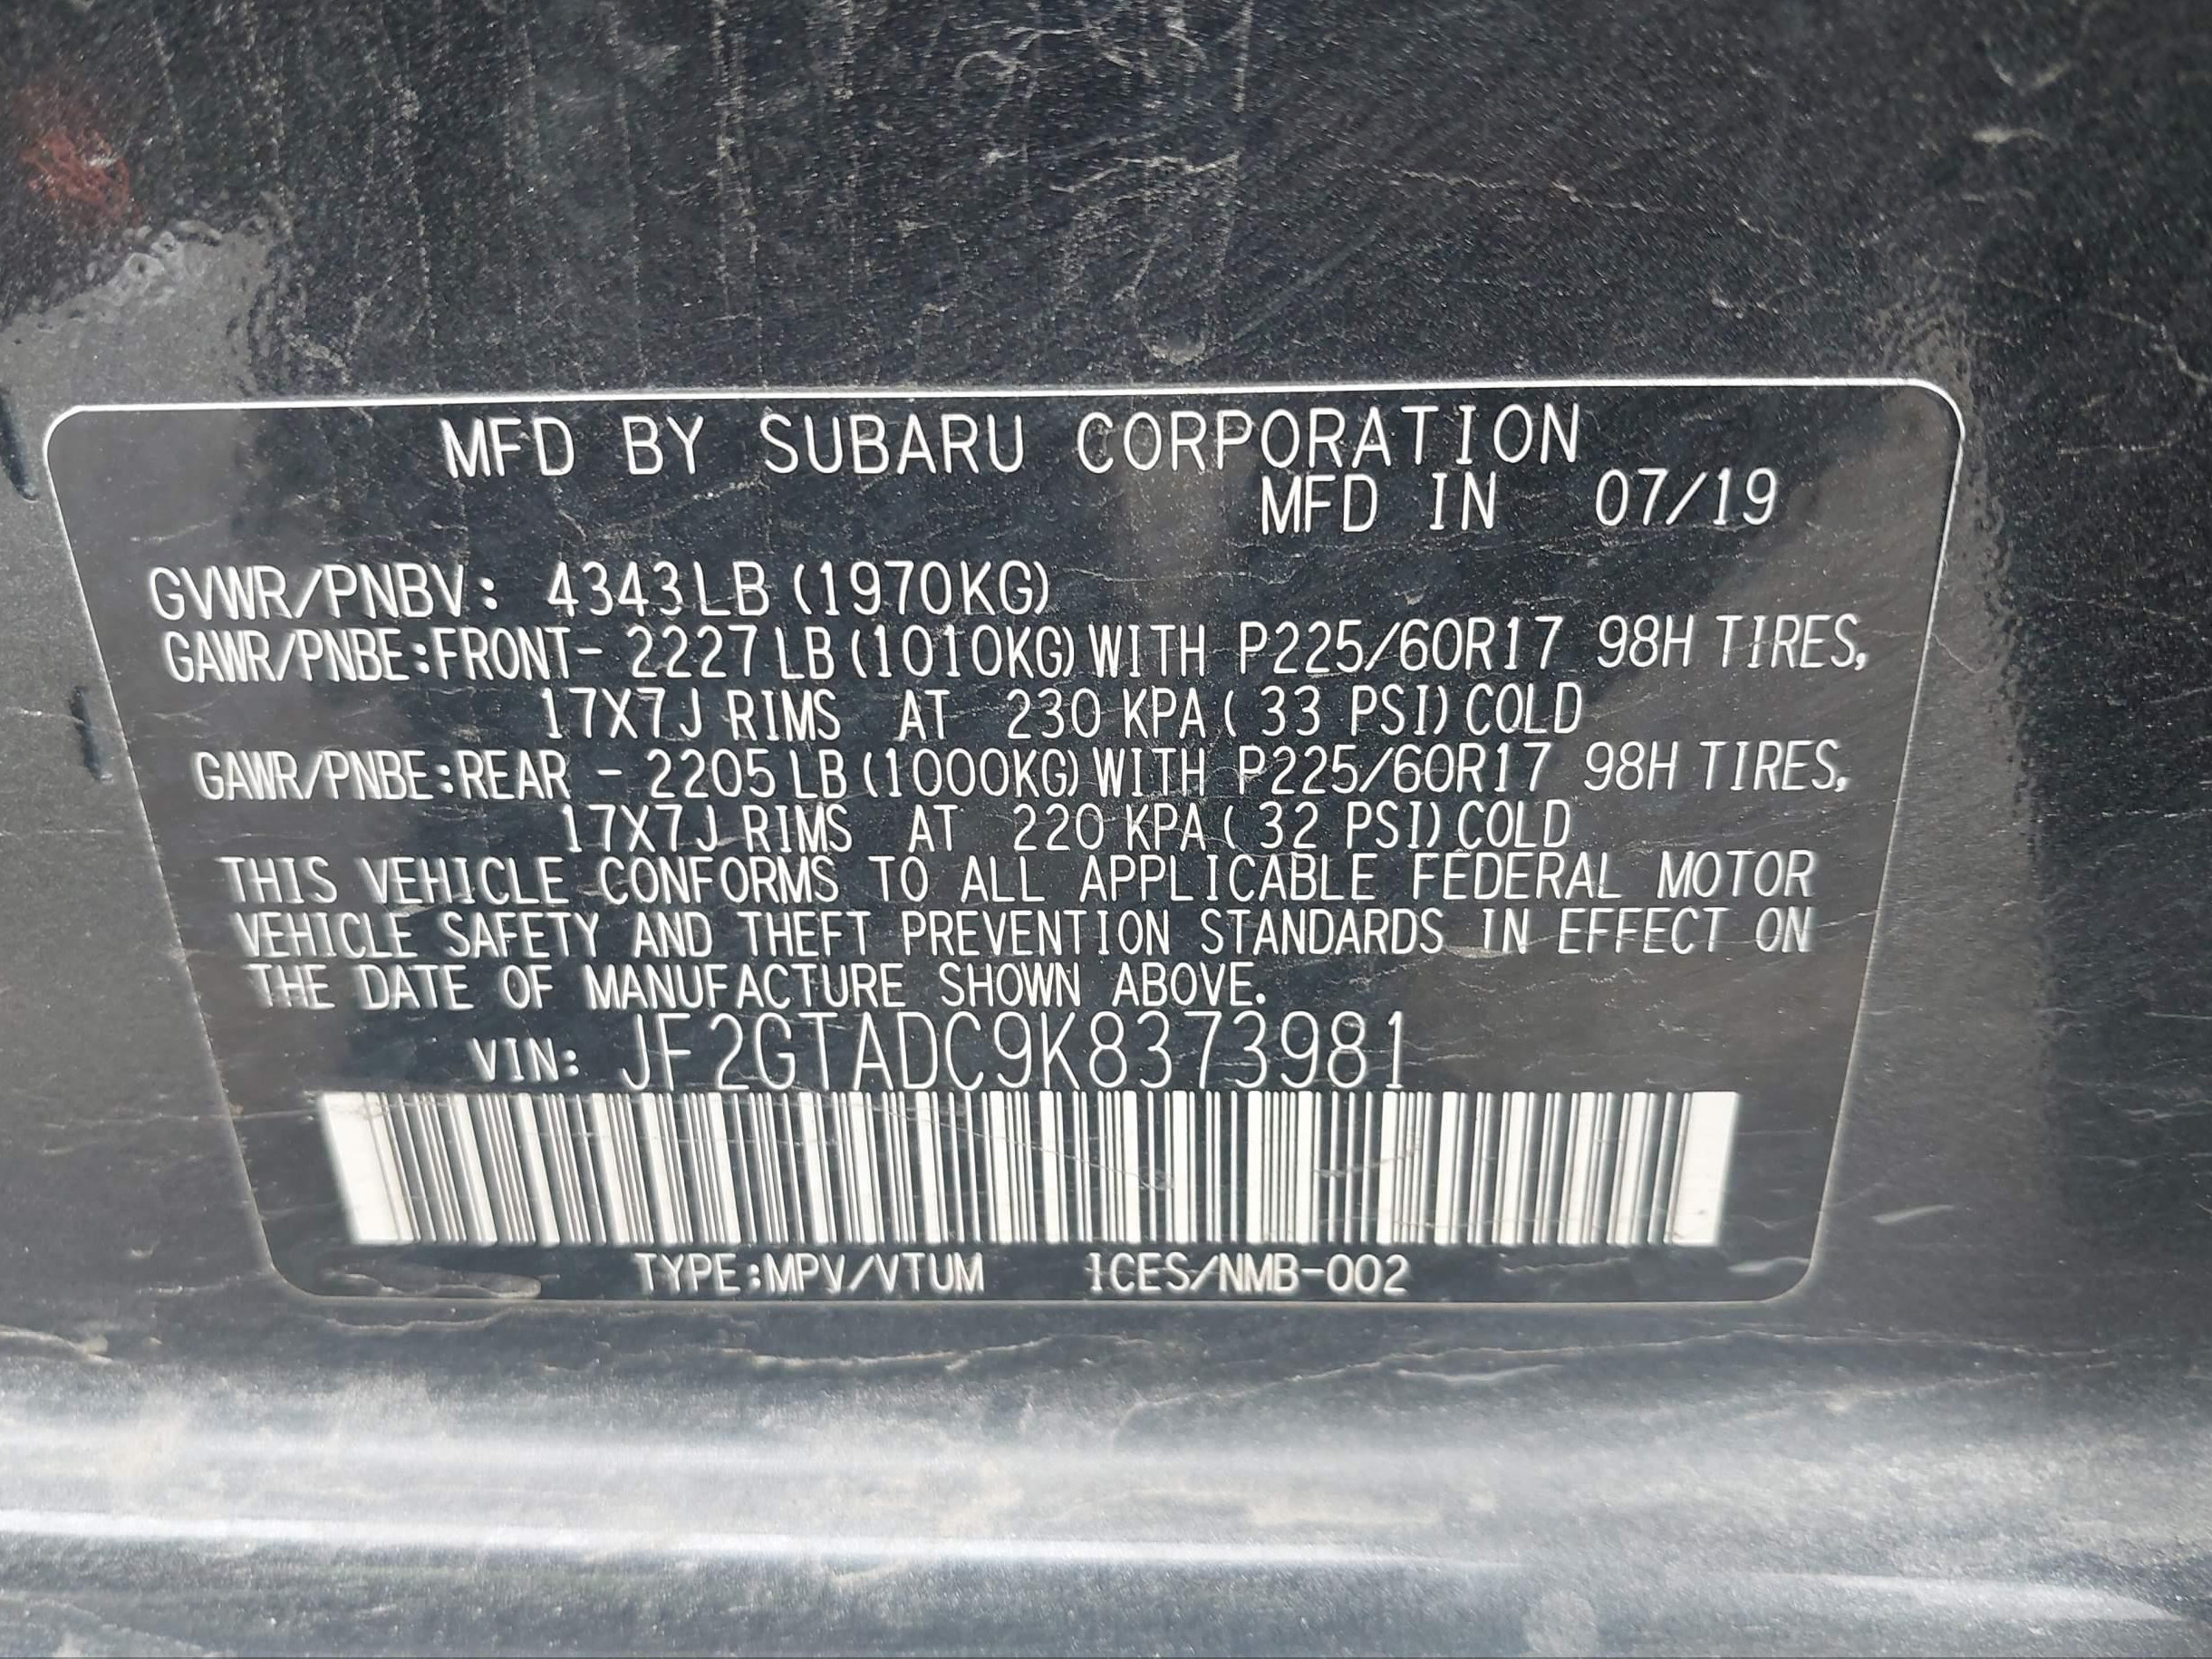 MFD BY SUBARU CORPORATION
MFD IN 07/19
GVWR/PNBV: 4343LB (1970KG)
GAWR/PNBE:FRONT- 2227LB (1010KG) WITH P225/60R17 98H TIRES,
17X7J RIMS AT 230 KPA ( 33 PSI) COLD
GAWR/PNBE:REAR - 2205LB (1000KG) WITH P225/60R17 98H TIRES,
17X7J RIMS AT 220 KPA ( 32 PSI) COLD
THIS VEHICLE CONFORMS TO ALL APPLICABLE FEDERAL MOTOR
VEHICLE SAFETY AND THEFT PREVENTION STANDARDS IN EFFECT ON
THE DATE OF MANUFACTURE SHOWN ABOVE.
VIN: JF2GTADC9K8373981
TYPE:MPV/VTUM ICES/NMB-002